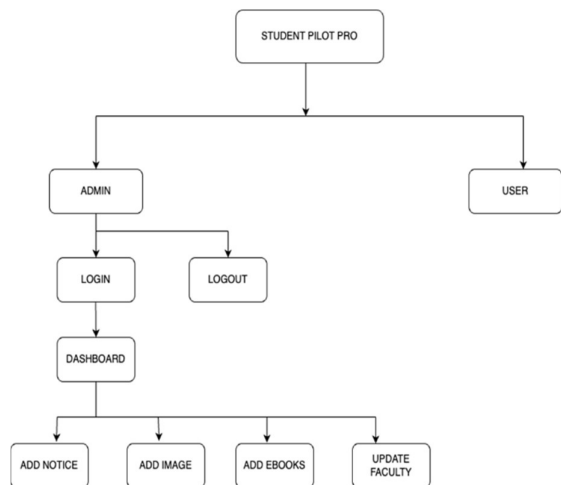 STUDENT PILOT PRO
ADMIN
USER
LOGIN
LOGOUT
DASHBOARD
ADD NOTICE
ADD IMAGE
ADD EBOOKS
UPDATE
FACULTY